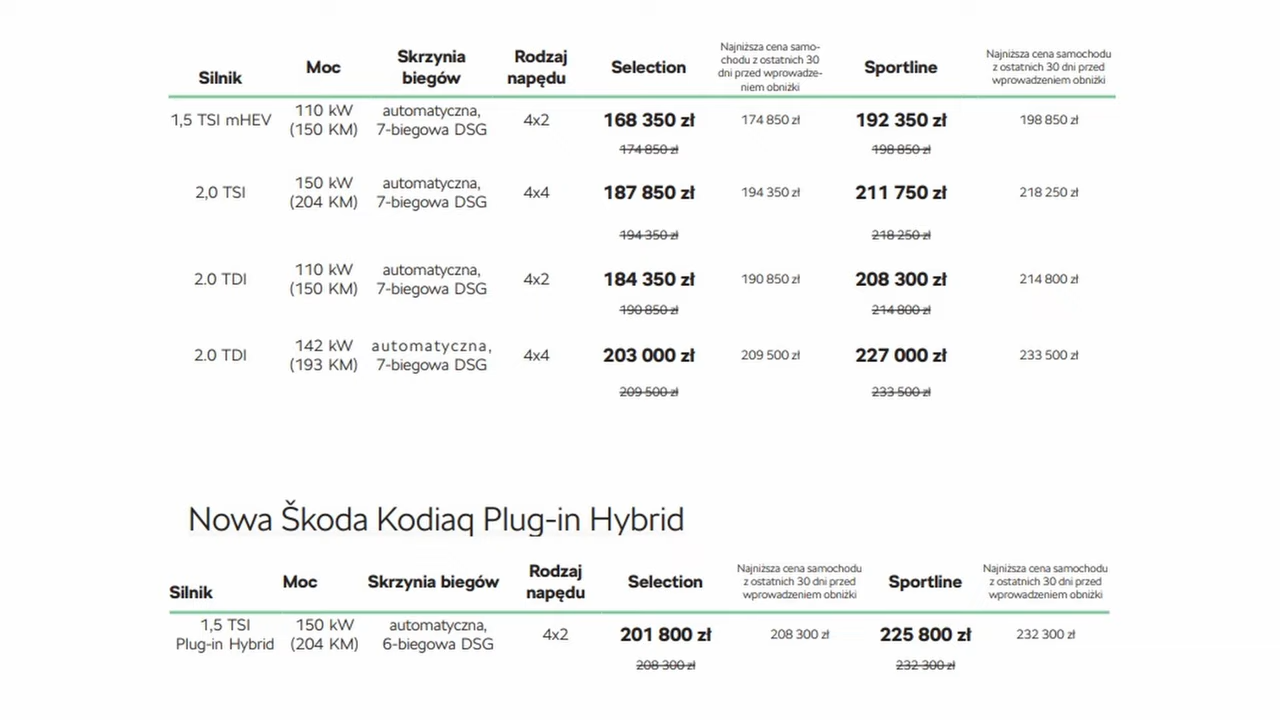 Silnik Moc Skrzynia biegów Rodzaj napędu Selection Najniższa cena samo-chodu z ostatnich 30 dni przed wprowadze-niem obniżki Sportline Najniższa cena samochodu z ostatnich 30 dni przed wprowadzeniem obniżki
1,5 TSI mHEV 110 kW (150 KM) automatyczna, 7-biegowa DSG 4x2 168 350 zł 174 850 zł 192 350 zł 198 850 zł
174 850 zł 198 850 zł
2,0 TSI 150 kW (204 KM) automatyczna, 7-biegowa DSG 4x4 187 850 zł 194 350 zł 211 750 zł 218 250 zł
194 350 zł 218 250 zł
2.0 TDI 110 kW (150 KM) automatyczna, 7-biegowa DSG 4x2 184 350 zł 190 850 zł 208 300 zł 214 800 zł
190 850 zł 214 800 zł
2.0 TDI 142 kW (193 KM) automatyczna, 7-biegowa DSG 4x4 203 000 zł 209 500 zł 227 000 zł 233 500 zł
209 500 zł 233 500 zł
Nowa Škoda Kodiaq Plug-in Hybrid
Silnik Moc Skrzynia biegów Rodzaj napędu Selection Najniższa cena samochodu z ostatnich 30 dni przed wprowadzeniem obniżki Sportline Najniższa cena samochodu z ostatnich 30 dni przed wprowadzeniem obniżki
1,5 TSI Plug-in Hybrid 150 kW (204 KM) automatyczna, 6-biegowa DSG 4x2 201 800 zł 208 300 zł 225 800 zł 232 300 zł
208 300 zł 232 300 zł